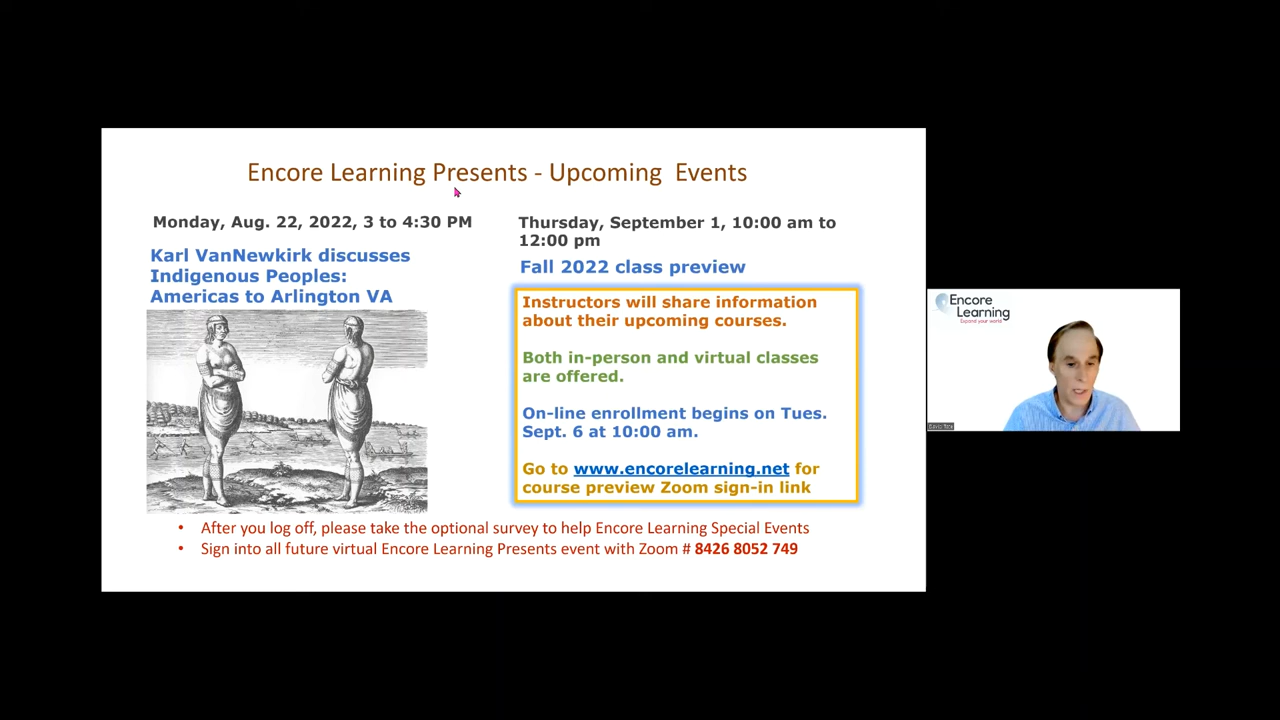 Encore Learning Presents - Upcoming Events
Monday, Aug. 22, 2022, 3 to 4:30 PM
Karl VanNewkirk discusses
Indigenous Peoples:
Americas to Arlington VA
Thursday, September 1, 10:00 am to
12:00 pm
Fall 2022 class preview
Instructors will share information
about their upcoming courses.
Both in-person and virtual classes
are offered.
On-line enrollment begins on Tues.
Sept. 6 at 10:00 am.
Go to www.encorelearning.net for
course preview Zoom sign-in link
• After you log off, please take the optional survey to help Encore Learning Special Events
• Sign into all future virtual Encore Learning Presents event with Zoom # 8426 8052 749
Encore
Learning
Expand your world